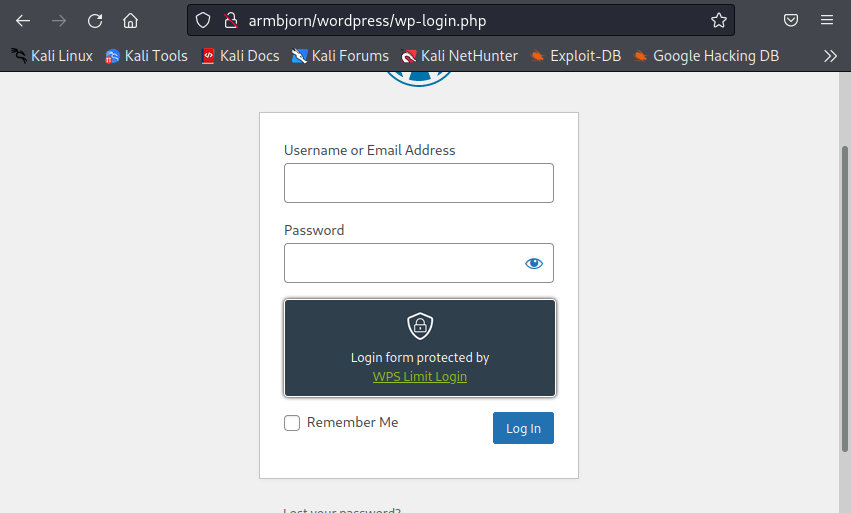 armbjorn/wordpress/wp-login.php
Kali Linux Kali Tools Kali Docs Kali Forums Kali NetHunter Exploit-DB Google Hacking DB
Username or Email Address
Password
Login form protected by
WPS Limit Login
Remember Me
Log In
Lost your password?